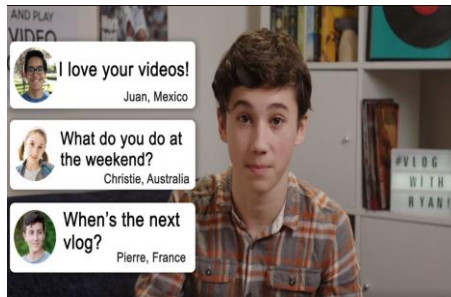 AND PLAY
VIDEO
I love your videos!
Juan, Mexico
What do you do at
the weekend?
Christie, Australia
When's the next
vlog?
Pierre, France
#VLOG
WITH
RYAN!